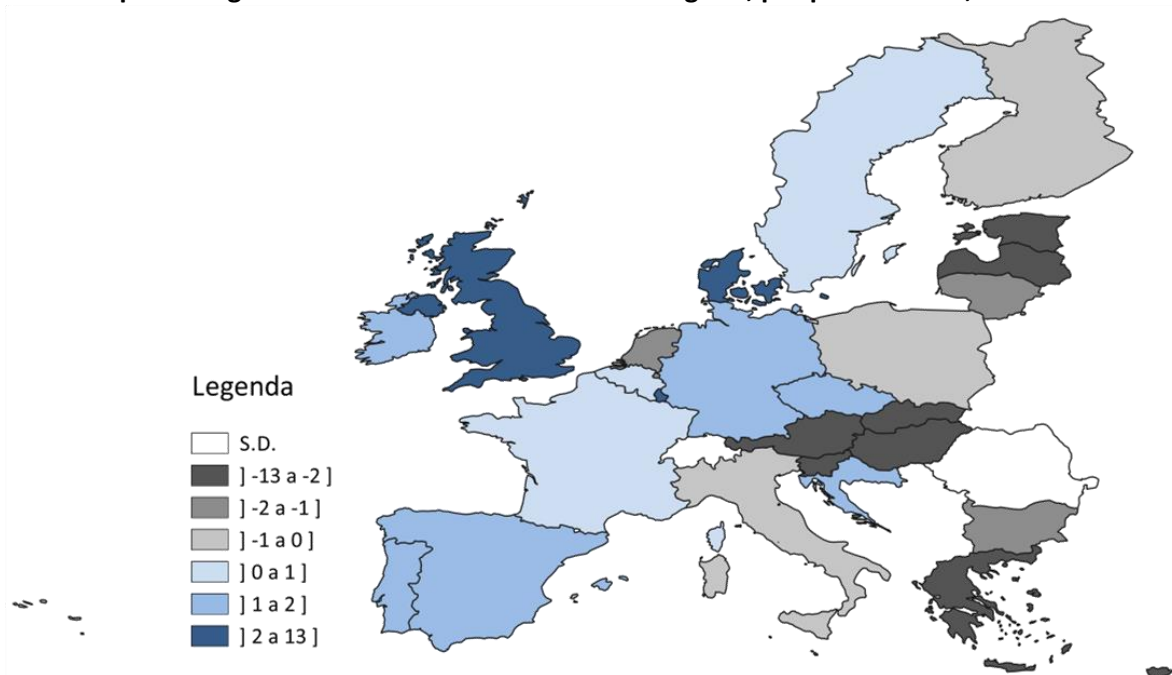 Legenda
S.D.
] -13 a -2 ]
] -2 a -1 ]
] -1 a 0 ]
] 0 a 1 ]
] 1 a 2 ]
] 2 a 13 ]